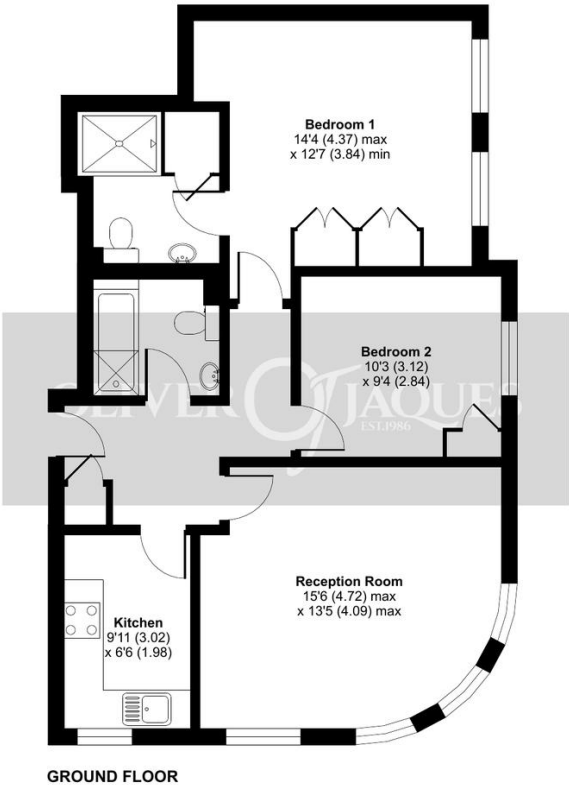 Bedroom 1
14'4 (4.37) max
x 12'7 (3.84) min
Bedroom 2
10'3 (3.12)
x 9'4 (2.84)
OLIVER JAQUES
EST.1986
Reception Room
15'6 (4.72) max
x 13'5 (4.09) max
Kitchen
9'11 (3.02)
x 6'6 (1.98)
GROUND FLOOR